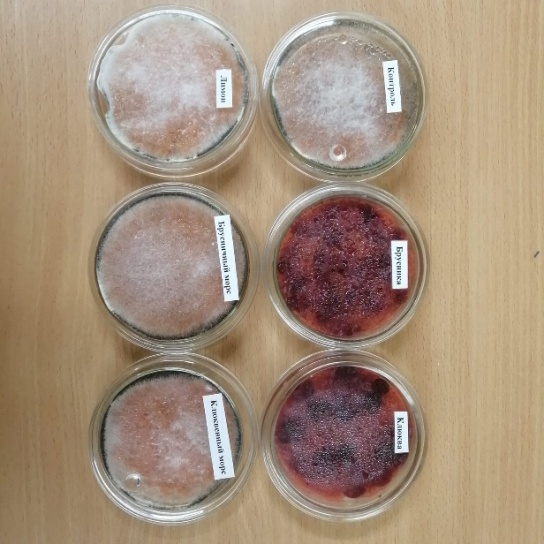 Лимон
Контроль
Брусничный морс
Брусника
Клюквенный морс
Клюква